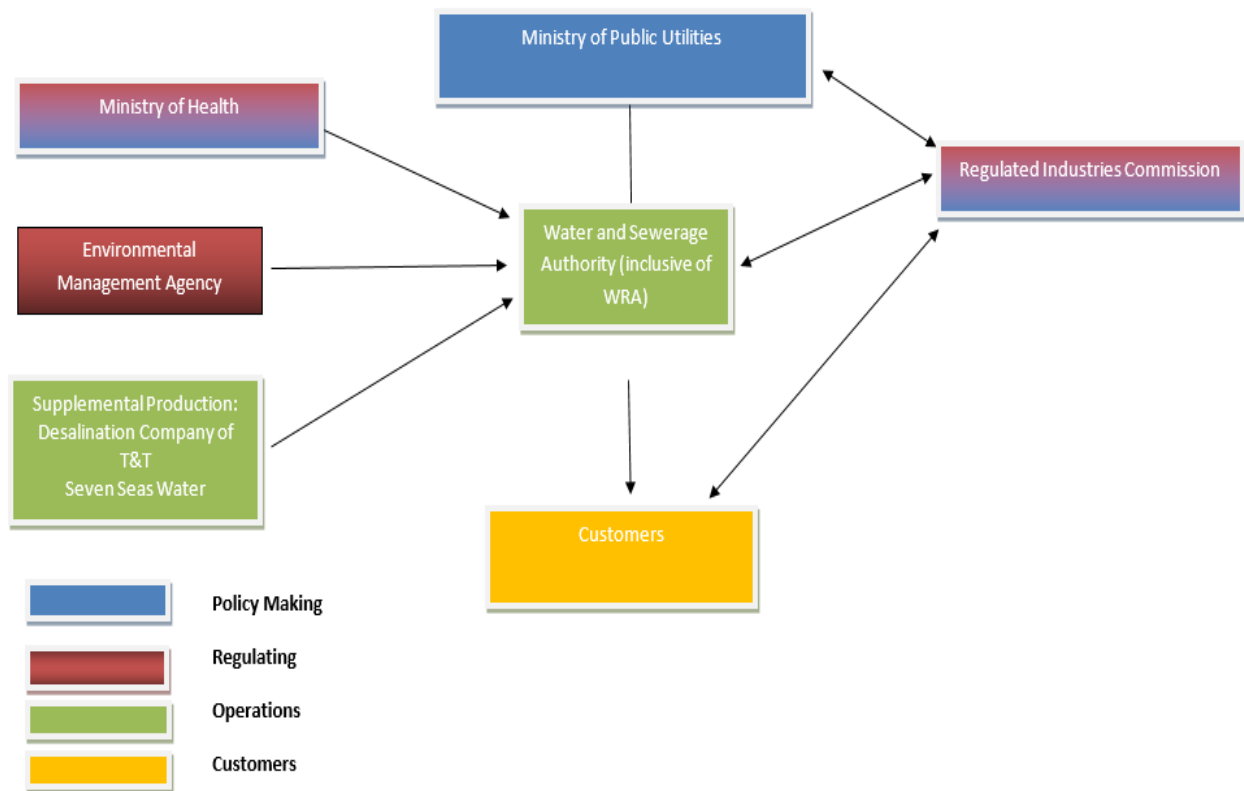 Ministry of Public Utilities
Ministry of Health
Regulated Industries Commission
Water and Sewerage
Authority (inclusive of
WRA)
Environmental
Management Agency
Supplemental Production:
Desalination Company of
T&T
Seven Seas Water
Customers
Policy Making
Regulating
Operations
Customers